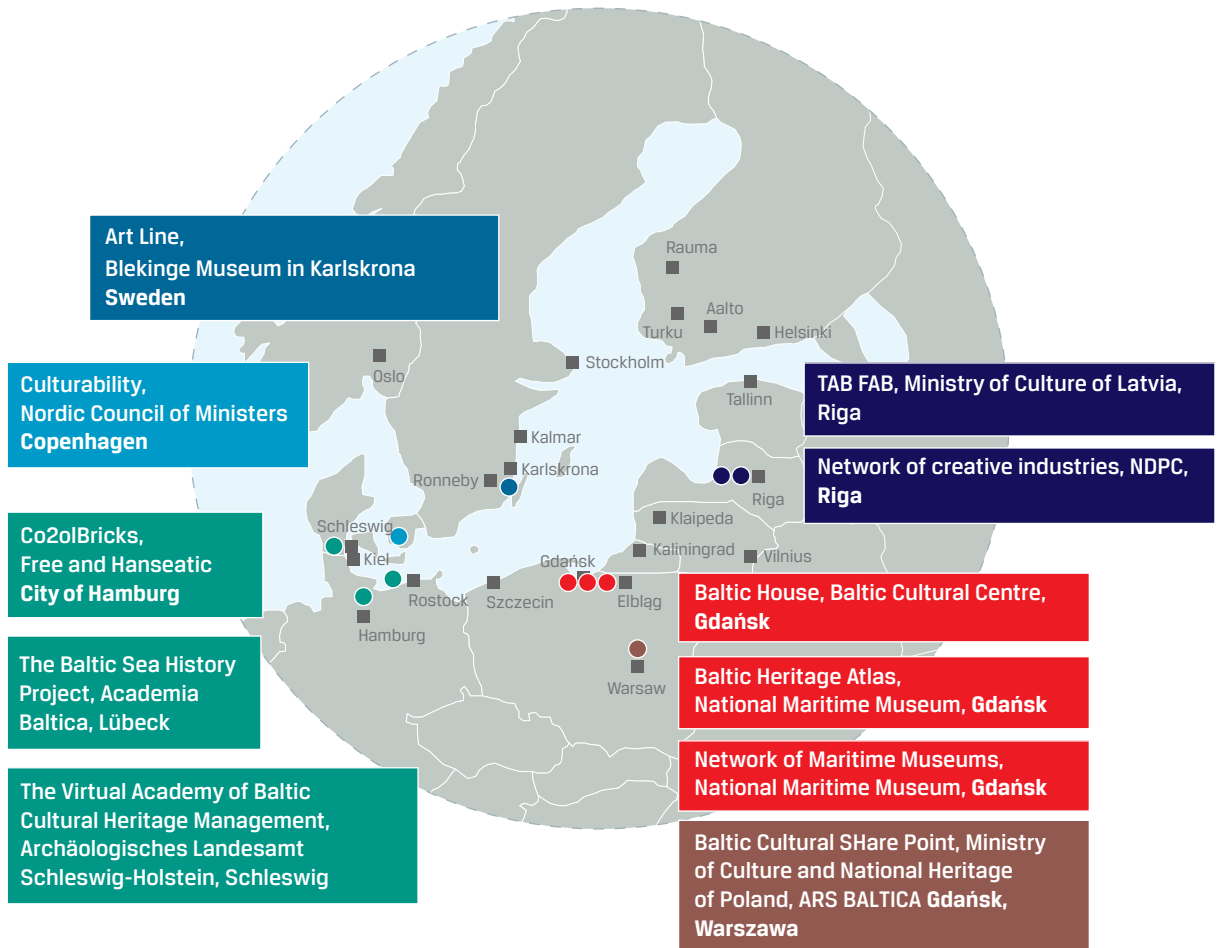 Art Line,
Blekinge Museum in Karlskrona
Sweden
Rauma
Aalto
Turku
Helsinki
Stockholm
Oslo
Culturability,
Nordic Council of Ministers
Copenhagen
TAB FAB, Ministry of Culture of Latvia,
Riga
Tallinn
Kalmar
Karlskrona
Ronneby
Network of creative industries, NDPC,
Riga
Riga
Klaipeda
Schleswig
Kaliningrad
Vilnius
Kiel
Gdańsk
Co2olBricks,
Free and Hanseatic
City of Hamburg
Rostock
Szczecin
Elbląg
Hamburg
Baltic House, Baltic Cultural Centre,
Gdańsk
The Baltic Sea History
Project, Academia
Baltica, Lübeck
Warsaw
Baltic Heritage Atlas,
National Maritime Museum, Gdańsk
Network of Maritime Museums,
National Maritime Museum, Gdańsk
The Virtual Academy of Baltic
Cultural Heritage Management,
Archäologisches Landesamt
Schleswig-Holstein, Schleswig
Baltic Cultural SHare Point, Ministry
of Culture and National Heritage
of Poland, ARS BALTICA Gdańsk,
Warszawa